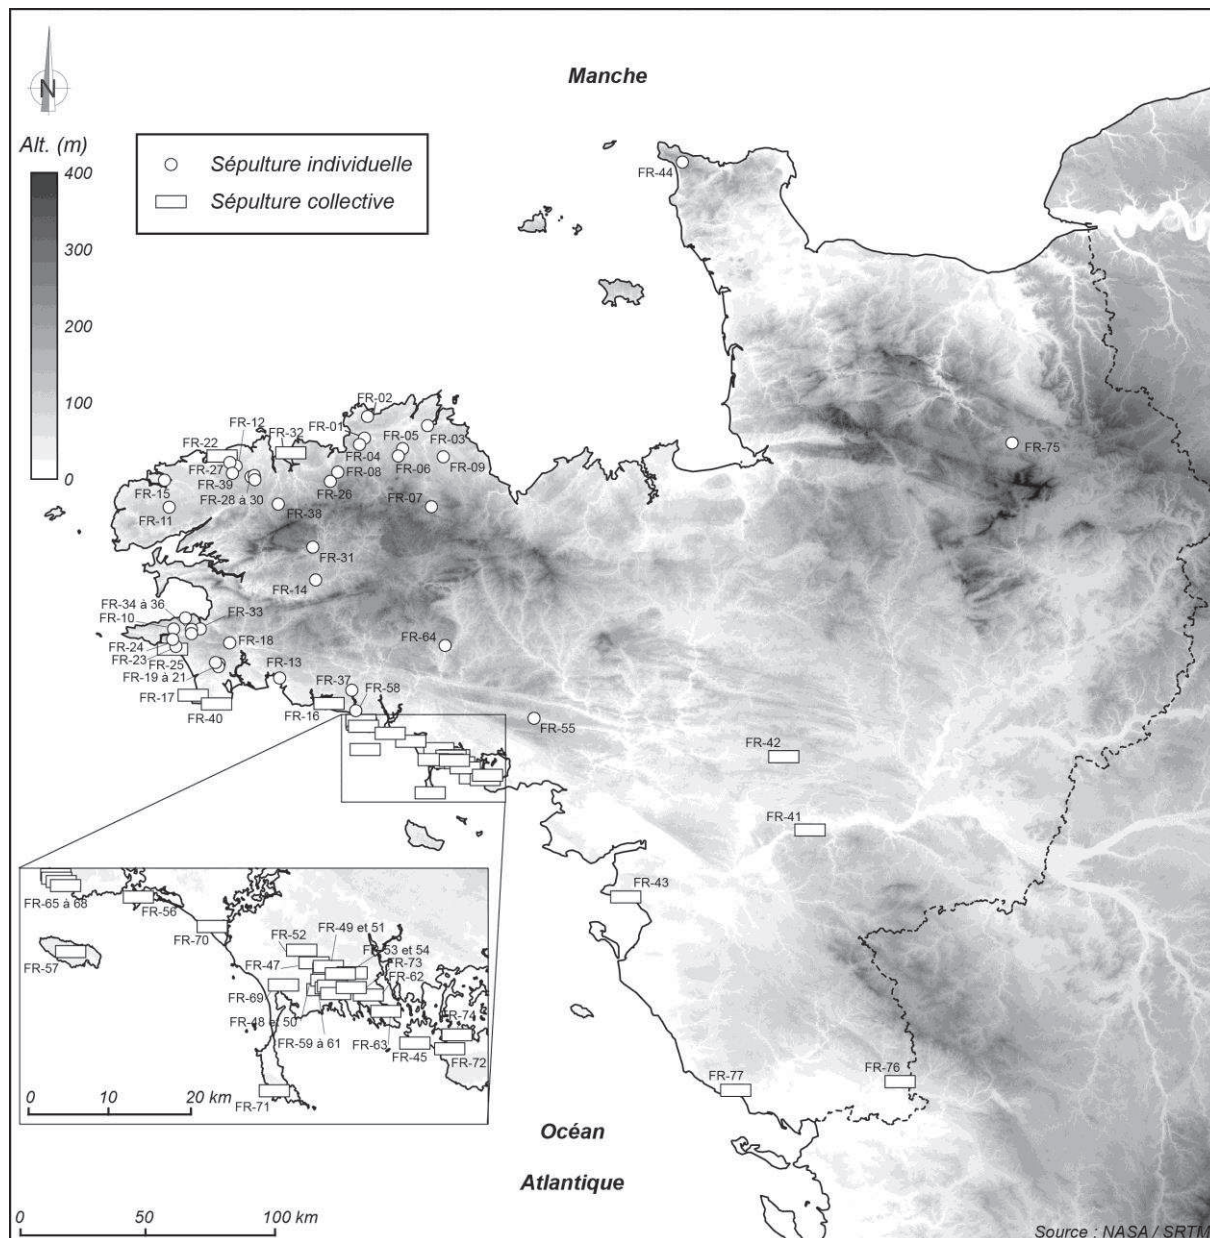 Manche
N
Alt. (m)
400
300
200
100
0
Sépulture individuelle
Sépulture collective
FR-44
FR-02
FR-12
FR-01
FR-32
FR-22
FR-05
FR-03
FR-27
FR-04
FR-06
FR-09
FR-39
FR-08
FR-15
FR-26
FR-28 à 30
FR-07
FR-11
FR-38
FR-75
FR-31
FR-14
FR-34 à 36
FR-33
FR-10
FR-24
FR-18
FR-64
FR-23
FR-25
FR-13
FR-19 à 21
FR-37
FR-17
FR-58
FR-40
FR-16
FR-55
FR-42
FR-41
FR-43
FR-65 à 68
FR-56
FR-70
FR-57
FR-49 et 51
FR-52
FR-53 et 54
FR-47
FR-73
FR-62
FR-69
FR-48 et 50
FR-74
FR-59 à 61
FR-63
FR-45
FR-72
FR-71
0 10 20 km
FR-76
FR-77
Océan
Atlantique
0 50 100 km
Source : NASA / SRTM